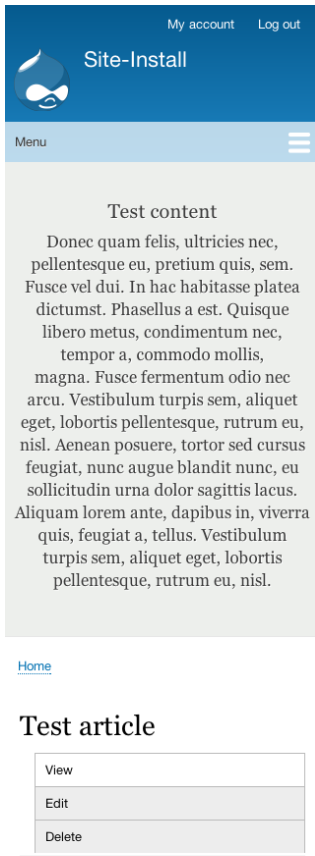 My account Log out
Site-Install
Menu
Test content
Donec quam felis, ultricies nec,
pellentesque eu, pretium quis, sem.
Fusce vel dui. In hac habitasse platea
dictumst. Phasellus a est. Quisque
libero metus, condimentum nec,
tempor a, commodo mollis,
magna. Fusce fermentum odio nec
arcu. Vestibulum turpis sem, aliquet
eget, lobortis pellentesque, rutrum eu,
nisl. Aenean posuere, tortor sed cursus
feugiat, nunc augue blandit nunc, eu
sollicitudin urna dolor sagittis lacus.
Aliquam lorem ante, dapibus in, viverra
quis, feugiat a, tellus. Vestibulum
turpis sem, aliquet eget, lobortis
pellentesque, rutrum eu, nisl.
Home
Test article
View
Edit
Delete